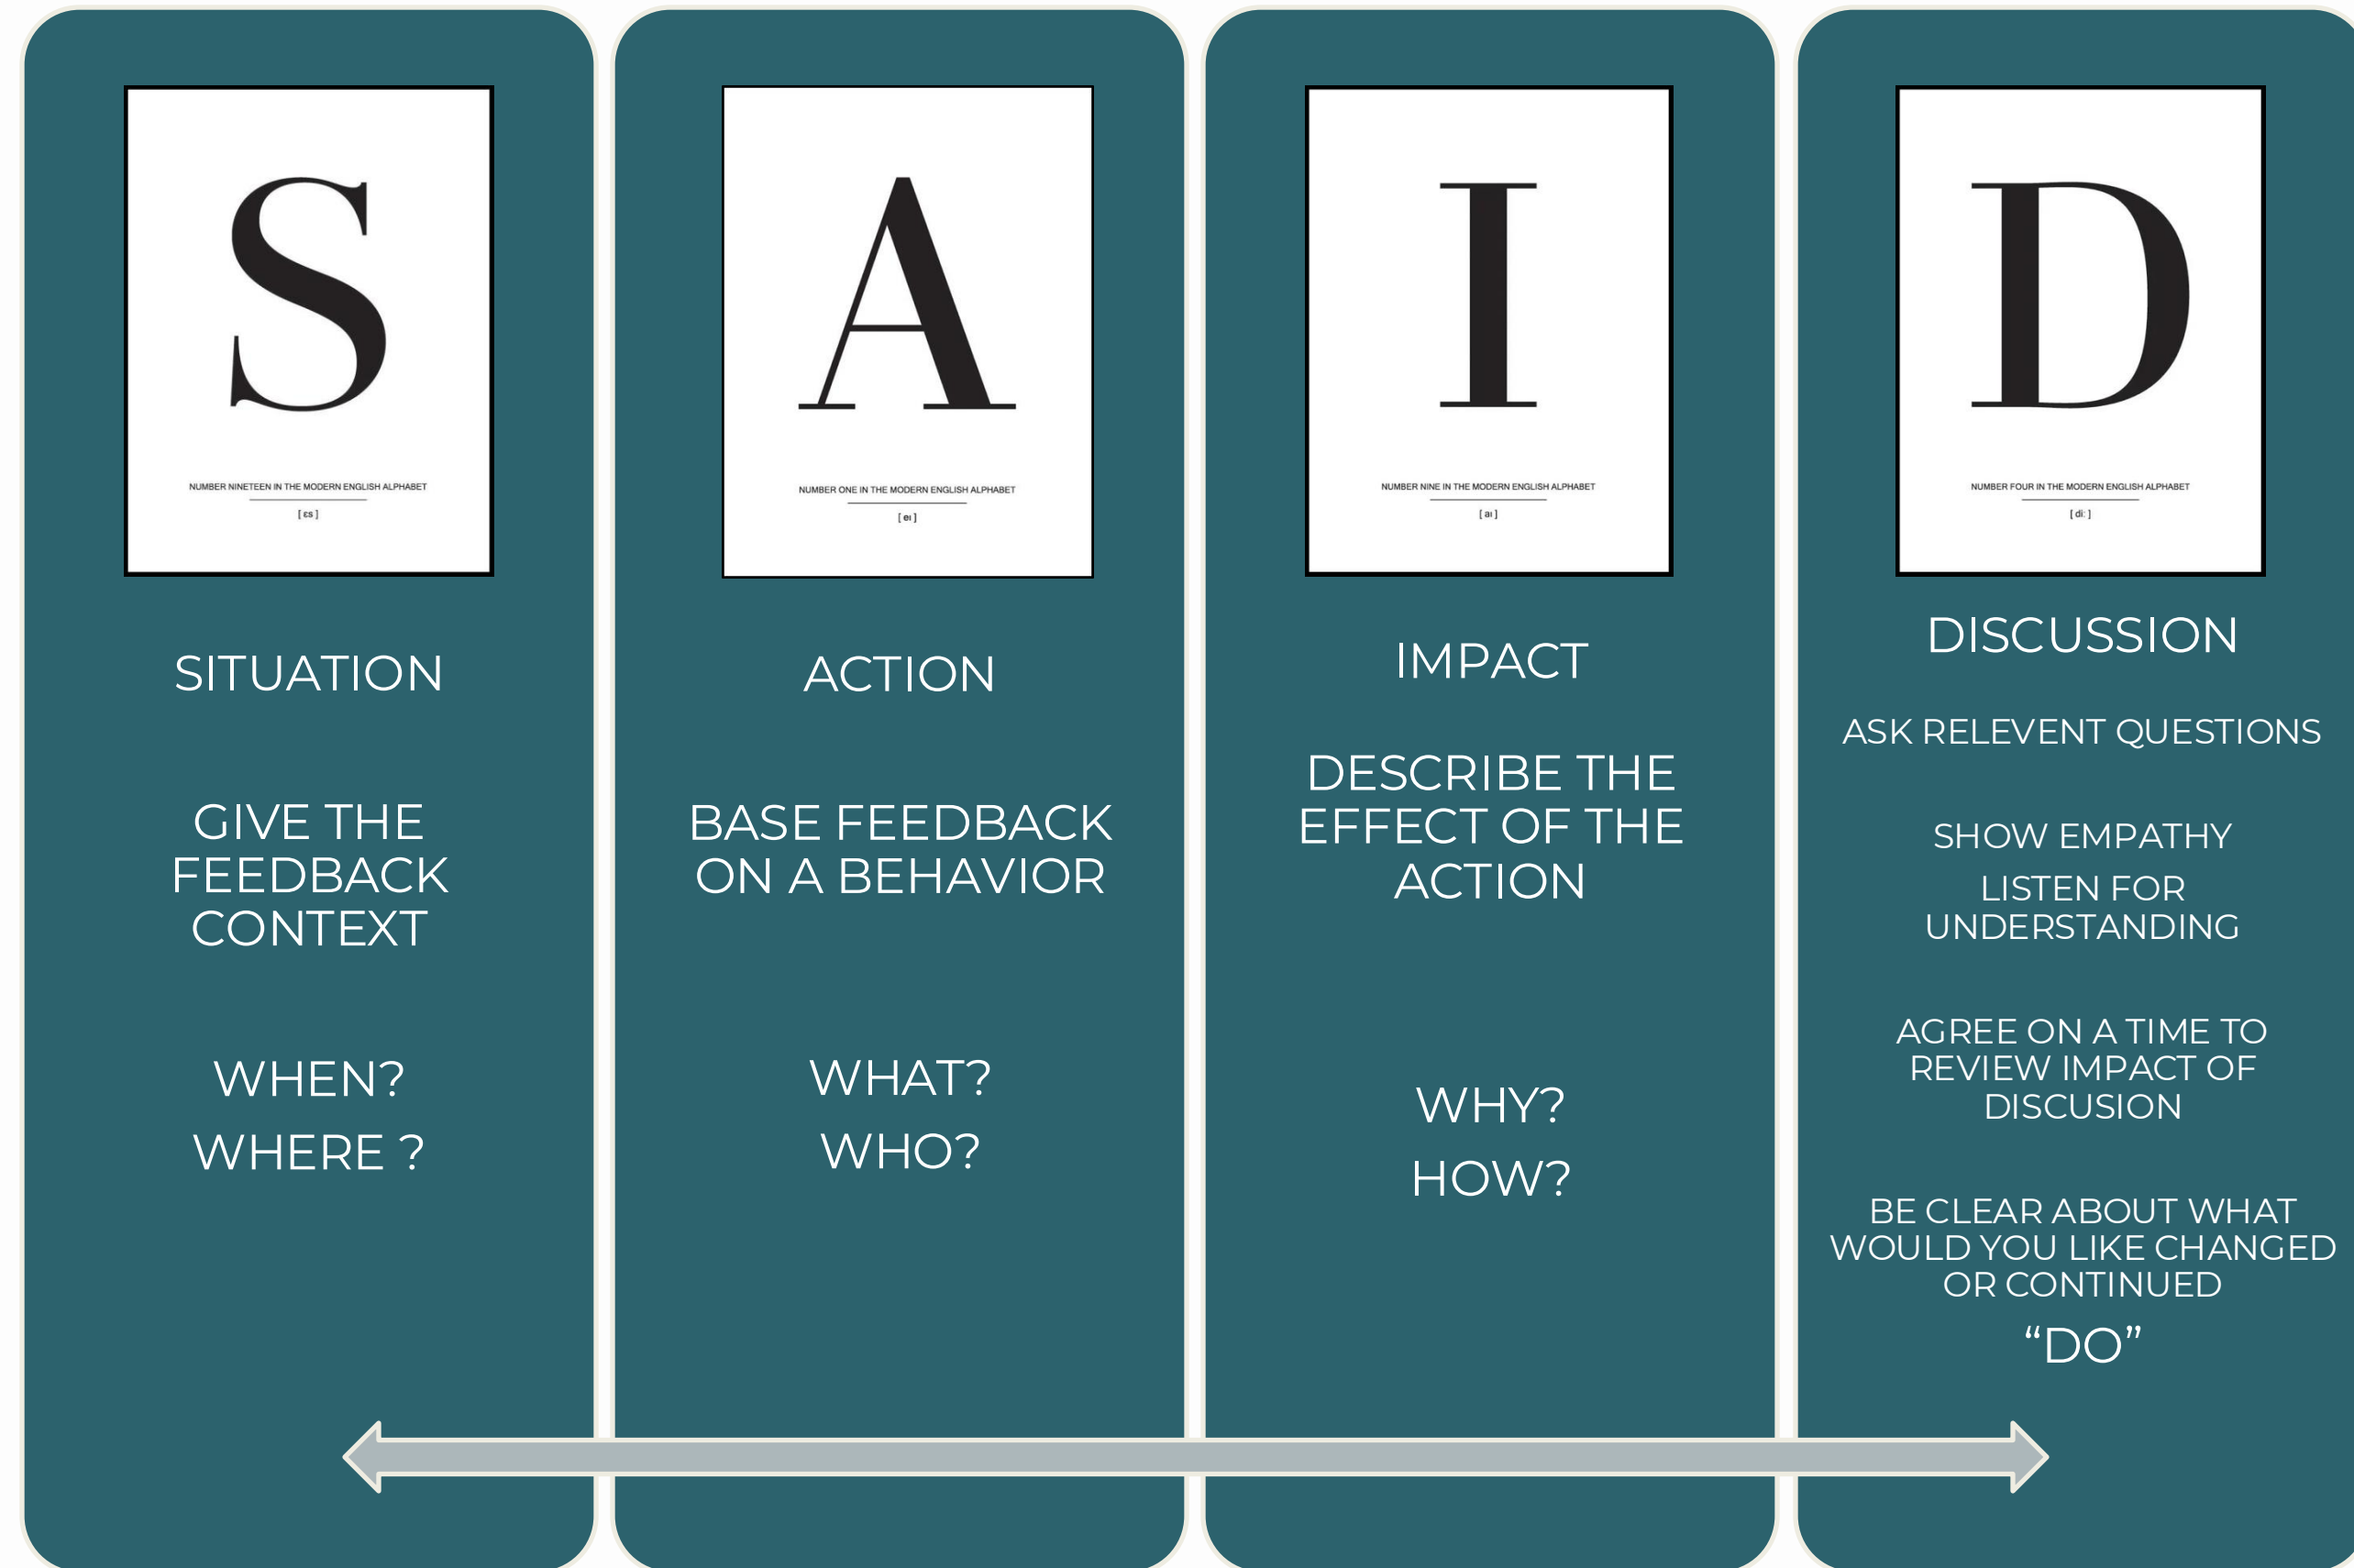 S
NUMBER NINETEEN IN THE MODERN ENGLISH ALPHABET
[ ɛs ]
SITUATION
GIVE THE
FEEDBACK
CONTEXT
WHEN?
WHERE ?
A
NUMBER ONE IN THE MODERN ENGLISH ALPHABET
[ eɪ ]
ACTION
BASE FEEDBACK
ON A BEHAVIOR
WHAT?
WHO?
I
NUMBER NINE IN THE MODERN ENGLISH ALPHABET
[ aɪ ]
IMPACT
DESCRIBE THE
EFFECT OF THE
ACTION
WHY?
HOW?
D
NUMBER FOUR IN THE MODERN ENGLISH ALPHABET
[ di: ]
DISCUSSION
ASK RELEVENT QUESTIONS
SHOW EMPATHY
LISTEN FOR
UNDERSTANDING
AGREE ON A TIME TO
REVIEW IMPACT OF
DISCUSION
BE CLEAR ABOUT WHAT
WOULD YOU LIKE CHANGED
OR CONTINUED
“DO”